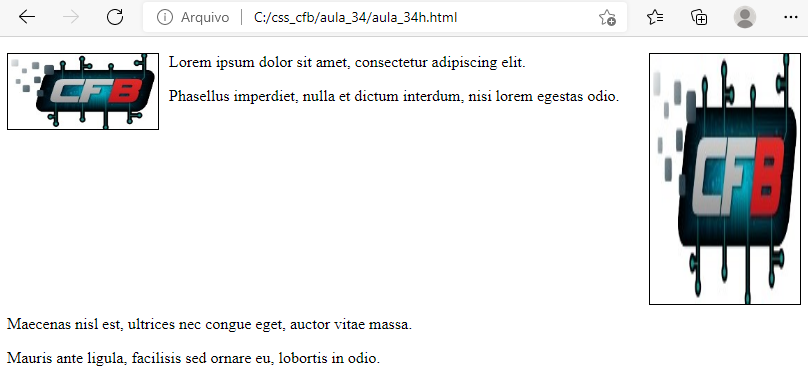 Arquivo | C:/css_cfb/aula_34/aula_34h.html
CFB
Lorem ipsum dolor sit amet, consectetur adipiscing elit.
Phasellus imperdiet, nulla et dictum interdum, nisi lorem egestas odio.
CFB
Maecenas nisl est, ultrices nec congue eget, auctor vitae massa.
Mauris ante ligula, facilisis sed ornare eu, lobortis in odio.